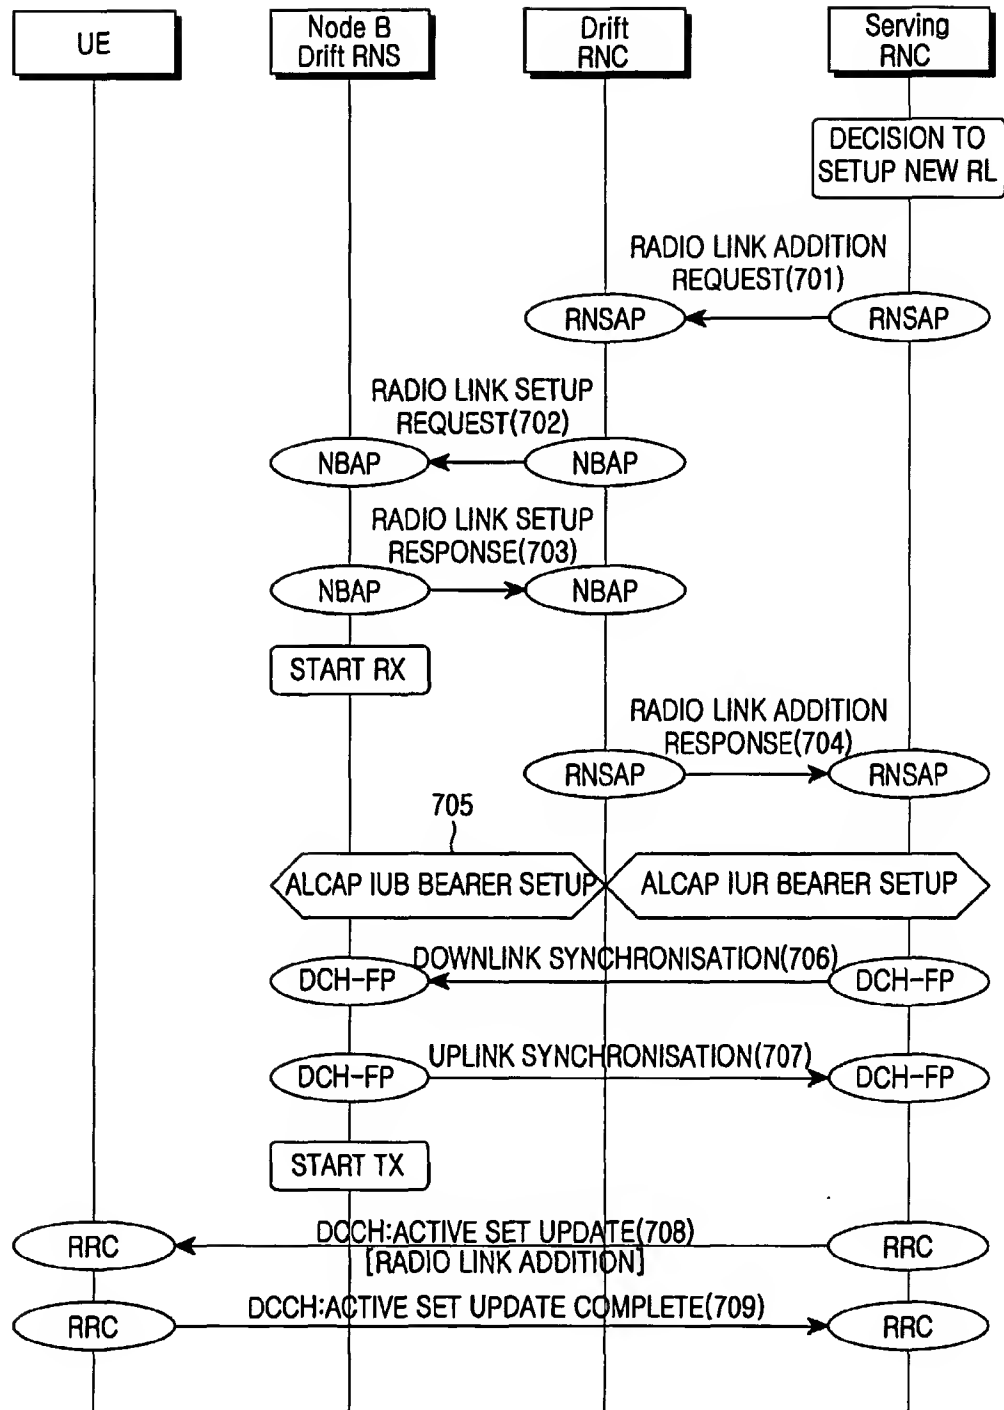 UE
Node B
Drift RNS
Drift
RNC
Serving
RNC
DECISION TO
SETUP NEW RL
RADIO LINK ADDITION
REQUEST(701)
RNSAP
RNSAP
RADIO LINK SETUP
REQUEST(702)
NBAP
NBAP
RADIO LINK SETUP
RESPONSE(703)
NBAP
NBAP
START RX
RADIO LINK ADDITION
RESPONSE(704)
RNSAP
RNSAP
705
ALCAP IUB BEARER SETUP
ALCAP IUR BEARER SETUP
DOWNLINK SYNCHRONISATION(706)
DCH-FP
DCH-FP
UPLINK SYNCHRONISATION(707)
DCH-FP
DCH-FP
START TX
DCCH:ACTIVE SET UPDATE(708)
RRC
RRC
[RADIO LINK ADDITION]
DCCH:ACTIVE SET UPDATE COMPLETE(709)
RRC
RRC